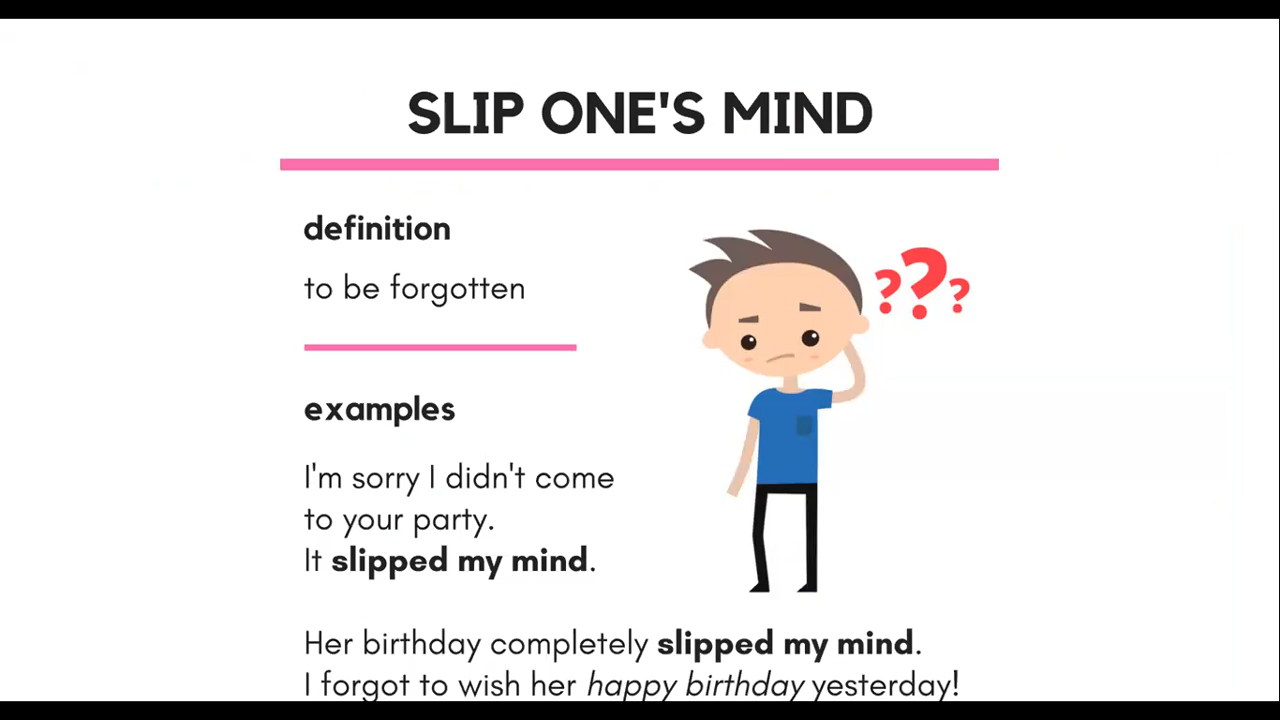 SLIP ONE'S MIND
definition
to be forgotten
???
examples
I'm sorry I didn't come
to your party.
It slipped my mind.
Her birthday completely slipped my mind.
I forgot to wish her happy birthday yesterday!